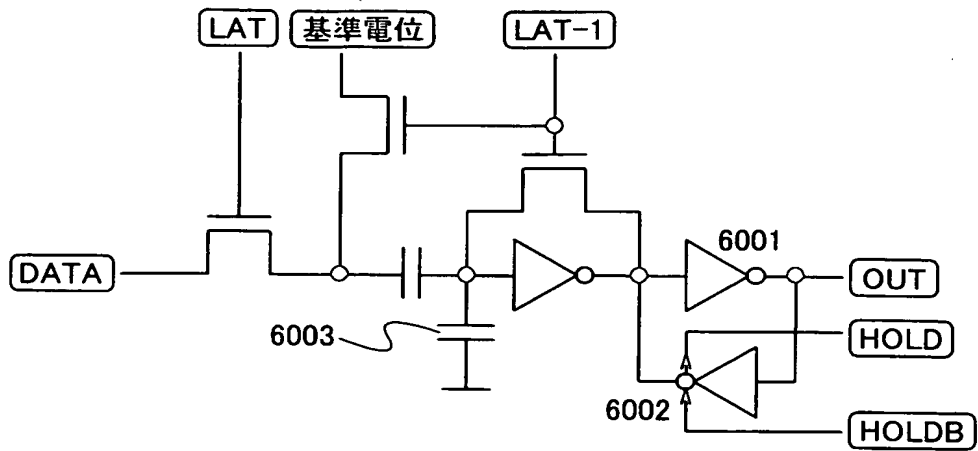 LAT
基準電位
LAT-1
DATA
6001
OUT
6003
HOLD
6002
HOLDB